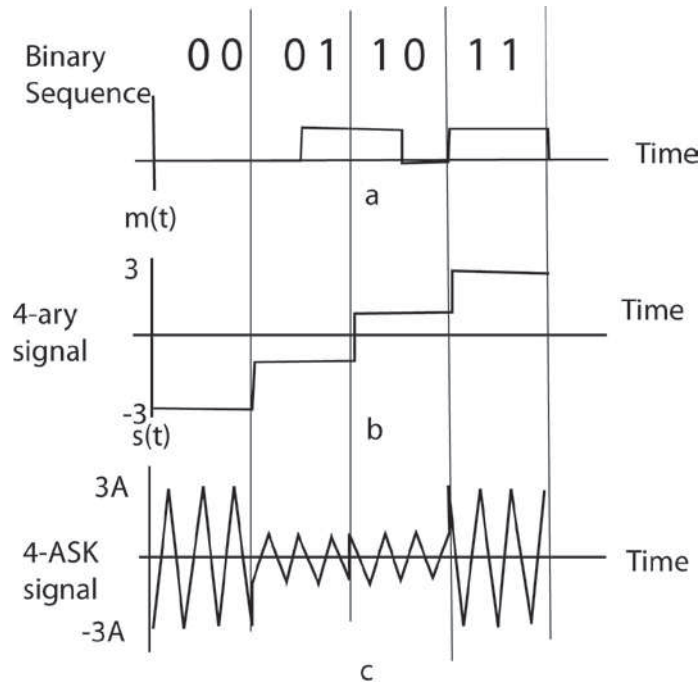 00 01 10 11
Binary
Sequence
Time
a
m(t)
3
4-ary
signal
Time
-3
s(t)
b
3A
4-ASK
signal
Time
-3A
c